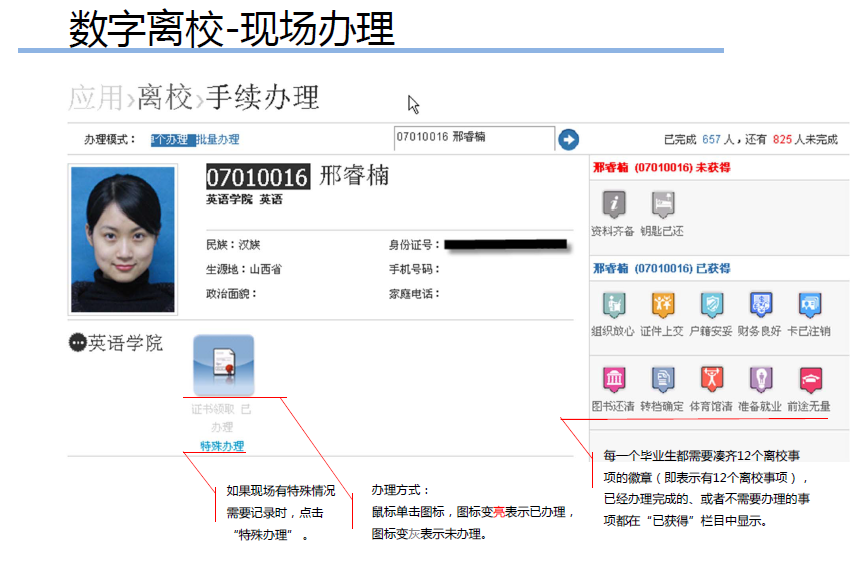 数字离校-现场办理
应用›离校›手续办理
办理模式： 个办理 批量办理
07010016 邢睿楠
已完成 657 人，还有 825 人未完成
07010016 邢睿楠
英语学院 英语
民族：汉族 身份证号：
生源地：山西省 手机号码：
政治面貌： 家庭电话：
英语学院
证书领取 已
办理
特殊办理
邢睿楠 (07010016) 未获得
资料齐备 钥匙已还
邢睿楠 (07010016) 已获得
组织放心 证件上交 户籍安妥 财务良好 卡已注销
图书还清 转档确定 体育馆清 准备就业 前途无量
如果现场有特殊情况
需要记录时，点击
“特殊办理” 。
办理方式：
鼠标单击图标，图标变亮表示已办理，
图标变灰表示未办理。
每一个毕业生都需要凑齐12个离校事
项的徽章（即表示有12个离校事项），
已经办理完成的、或者不需要办理的事
项都在“已获得”栏目中显示。